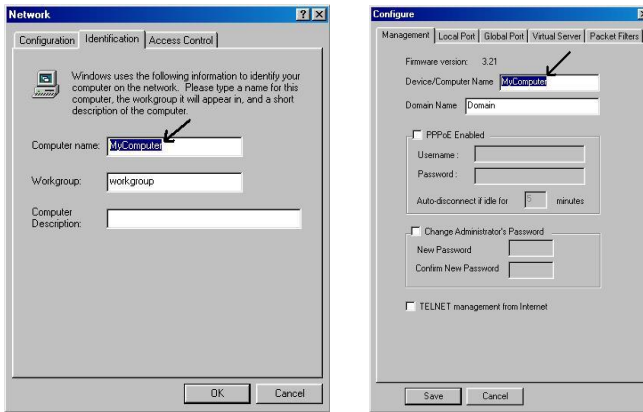 Network
Configuration Identification Access Control
Windows uses the following information to identify your
computer on the network. Please type a name for this
computer, the workgroup it will appear in, and a short
description of the computer.
Computer name: MyComputer
Workgroup: workgroup
Computer
Description:
OK Cancel
Configure
Management Local Port Global Port Virtual Server Packet Filters
Firmware version: 3.21
Device/Computer Name MyComputer
Domain Name Domain
PPPoE Enabled
Username :
Password :
Auto-disconnect if idle for 5 minutes
Change Administrator's Password
New Password
Confirm New Password
TELNET management from Internet
Save Cancel